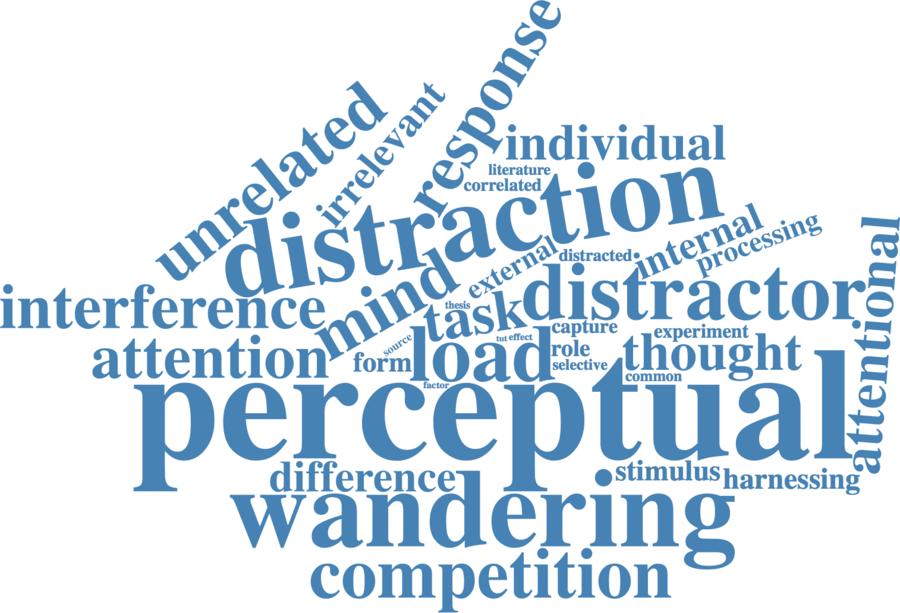 response
unrelated
irrelevant
individual
literature
correlated
distraction
internal
processing
external
distracted
attentional
mind
interference
distractor
thesis
task
capture
experiment
source
tut
effect
attention
form
load
role
thought
selective
common
factor
perceptual
difference
stimulus
harnessing
wandering
competition